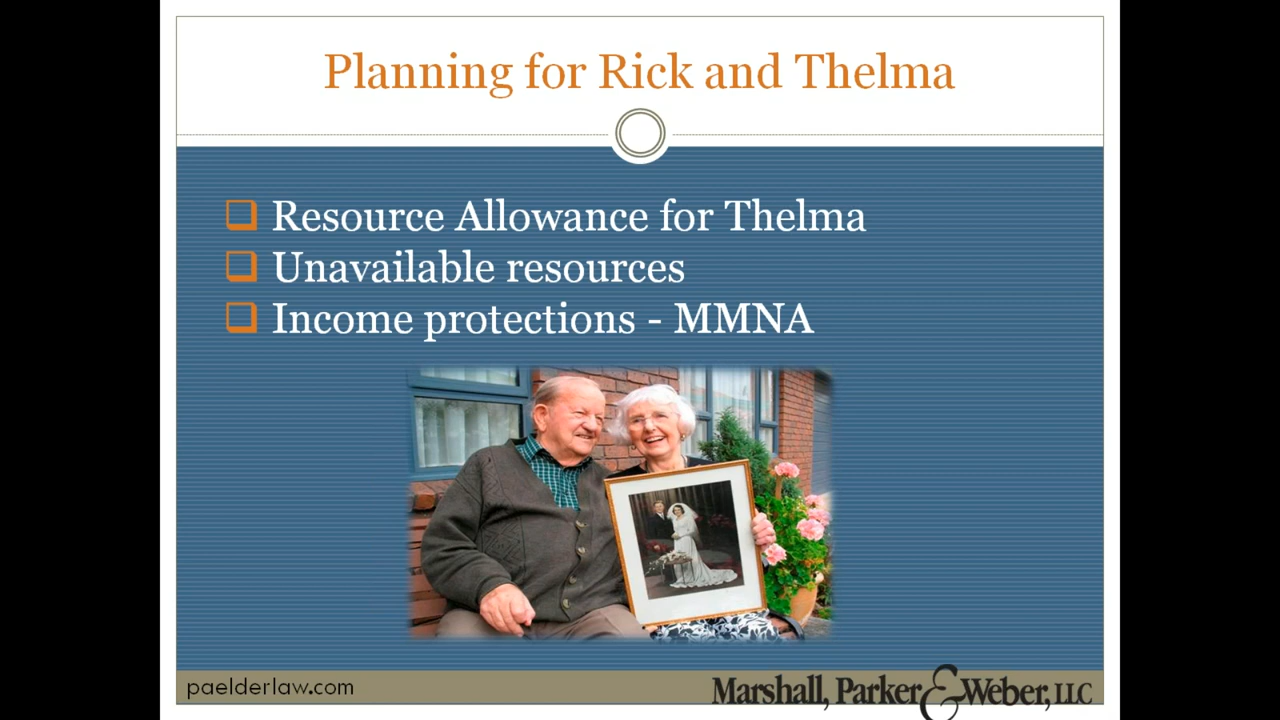 Planning for Rick and Thelma
Resource Allowance for Thelma
Unavailable resources
Income protections - MMNA
paelderlaw.com
Marshall, Parker & Weber, LLC